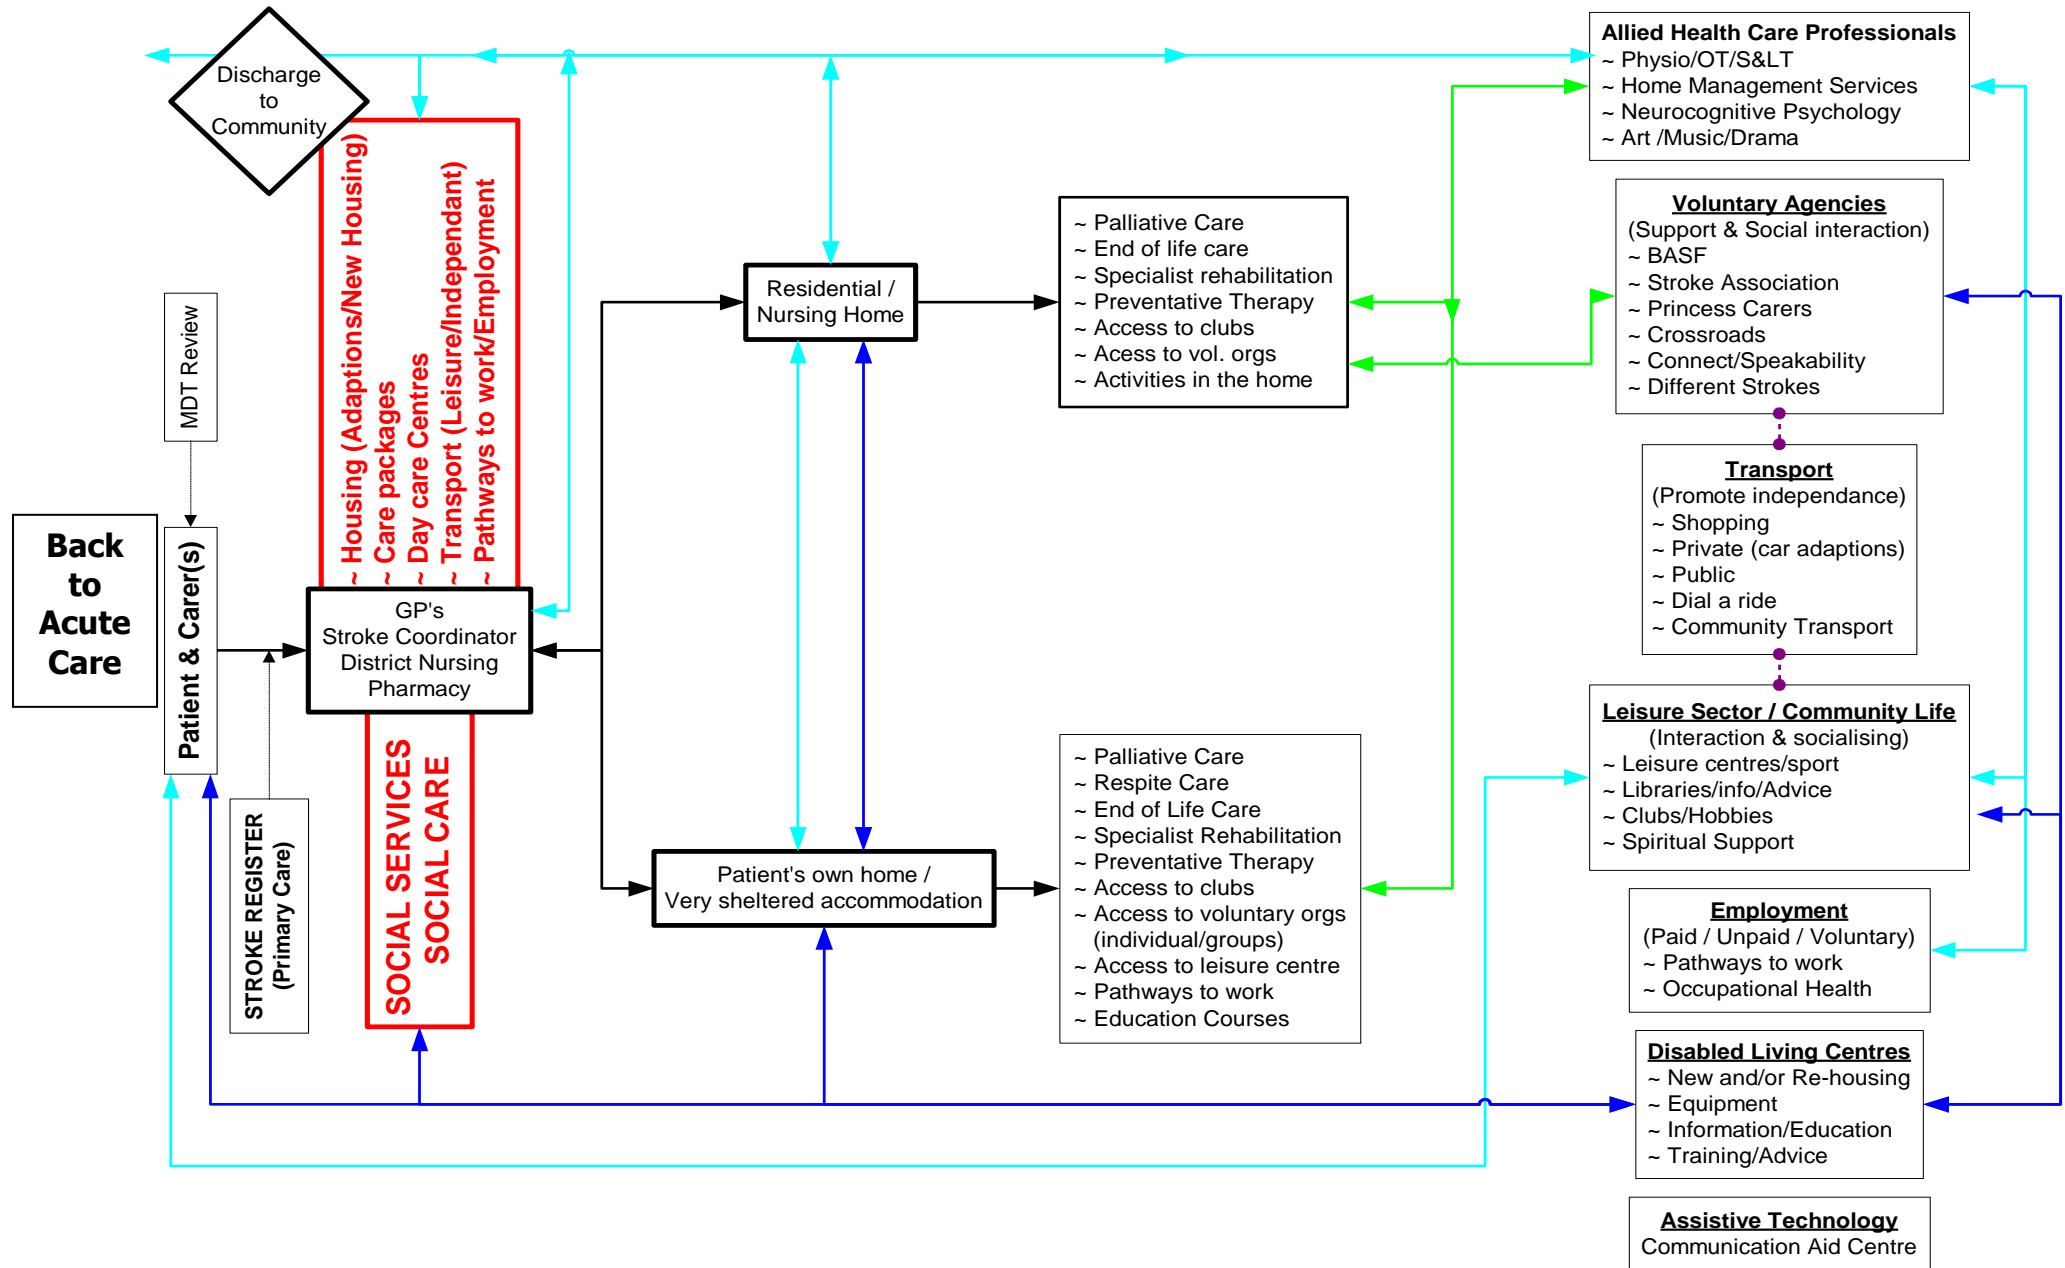 Discharge
to
Community
~ Housing (Adaptions/New Housing)
~ Care packages
~ Day care Centres
~ Transport (Leisure/Independant)
~ Pathways to work/Employment
MDT Review
Back
to
Acute
Care
Patient & Carer(s)
STROKE REGISTER
(Primary Care)
GP's
Stroke Coordinator
District Nursing
Pharmacy
SOCIAL SERVICES
SOCIAL CARE
Residential /
Nursing Home
Patient's own home /
Very sheltered accommodation
~ Palliative Care
~ End of life care
~ Specialist rehabilitation
~ Preventative Therapy
~ Access to clubs
~ Acess to vol. orgs
~ Activities in the home
~ Palliative Care
~ Respite Care
~ End of Life Care
~ Specialist Rehabilitation
~ Preventative Therapy
~ Access to clubs
~ Access to voluntary orgs
(individual/groups)
~ Access to leisure centre
~ Pathways to work
~ Education Courses
Allied Health Care Professionals
~ Physio/OT/S&LT
~ Home Management Services
~ Neurocognitive Psychology
~ Art /Music/Drama
Voluntary Agencies
(Support & Social interaction)
~ BASF
~ Stroke Association
~ Princess Carers
~ Crossroads
~ Connect/Speakability
~ Different Strokes
Transport
(Promote independance)
~ Shopping
~ Private (car adaptions)
~ Public
~ Dial a ride
~ Community Transport
Leisure Sector / Community Life
(Interaction & socialising)
~ Leisure centres/sport
~ Libraries/info/Advice
~ Clubs/Hobbies
~ Spiritual Support
Employment
(Paid / Unpaid / Voluntary)
~ Pathways to work
~ Occupational Health
Disabled Living Centres
~ New and/or Re-housing
~ Equipment
~ Information/Education
~ Training/Advice
Assistive Technology
Communication Aid Centre